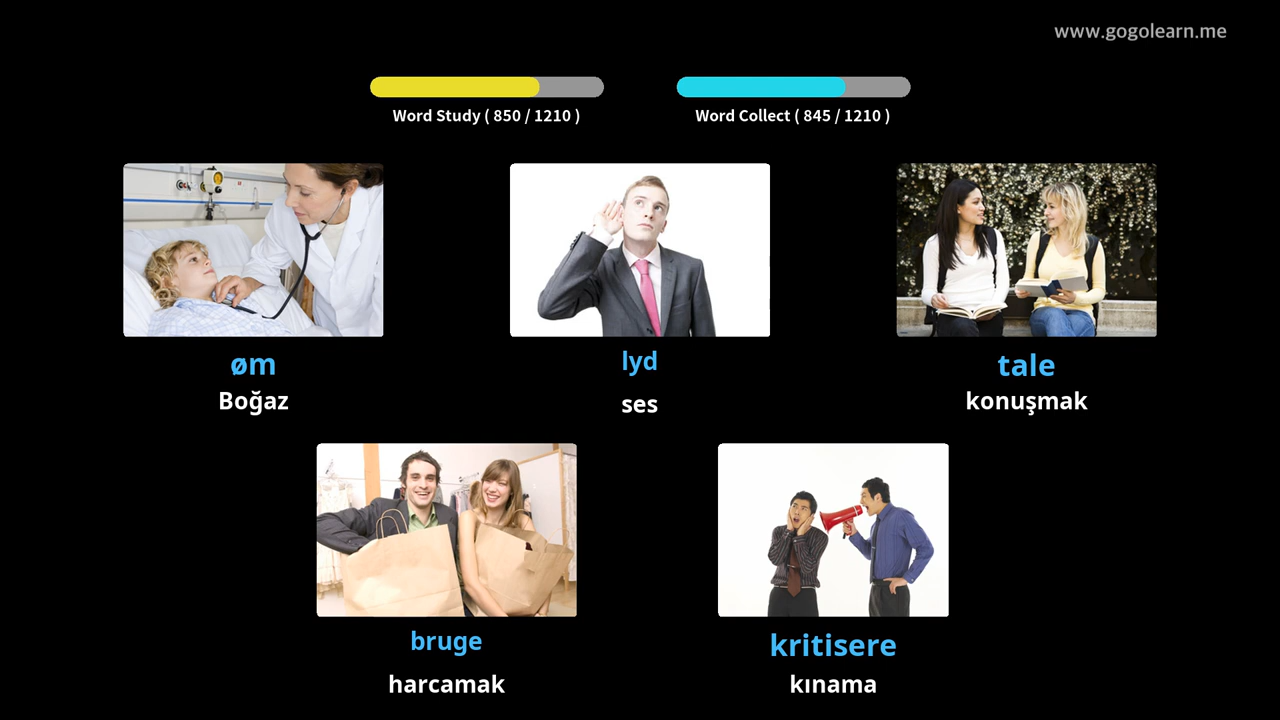 www.gogolearn.me
Word Study ( 850 / 1210 )
Word Collect ( 845 / 1210 )
øm
Boğaz
lyd
ses
tale
konuşmak
bruge
harcamak
kritisere
kınama